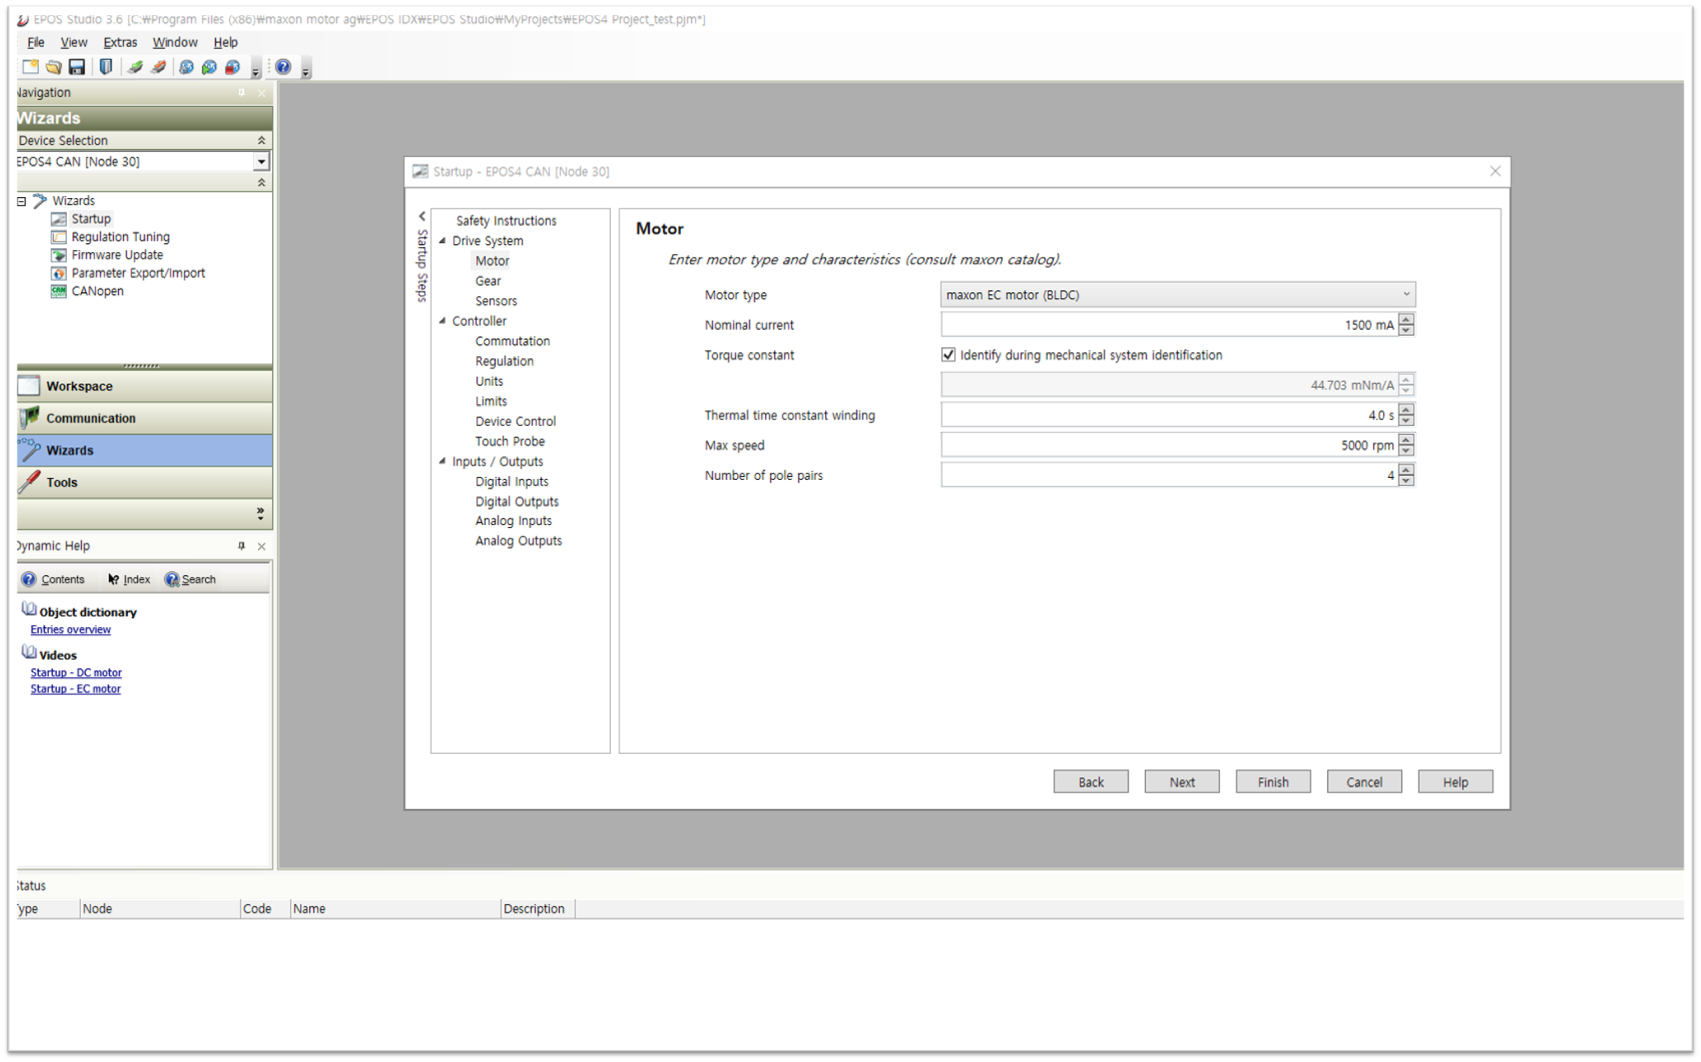 EPOS Studio 3.6 [C:₩Program Files (x86)₩maxon motor ag₩EPOS IDX₩EPOS Studio₩MyProjects₩EPOS4 Project_test.pjm*]
File View Extras Window Help
Navigation
Wizards
Device Selection
EPOS4 CAN [Node 30]
Wizards
Startup
Regulation Tuning
Firmware Update
Parameter Export/Import
CANopen
Workspace
Communication
Wizards
Tools
Dynamic Help
Contents Index Search
Object dictionary
Entries overview
Videos
Startup - DC motor
Startup - EC motor
Startup - EPOS4 CAN [Node 30]
Startup Steps
Safety Instructions
Drive System
Motor
Gear
Sensors
Controller
Commutation
Regulation
Units
Limits
Device Control
Touch Probe
Inputs / Outputs
Digital Inputs
Digital Outputs
Analog Inputs
Analog Outputs
Motor
Enter motor type and characteristics (consult maxon catalog).
Motor type maxon EC motor (BLDC)
Nominal current 1500 mA
Torque constant Identify during mechanical system identification
44.703 mNm/A
Thermal time constant winding 4.0 s
Max speed 5000 rpm
Number of pole pairs 4
Back Next Finish Cancel Help
Status
Type Node Code Name Description